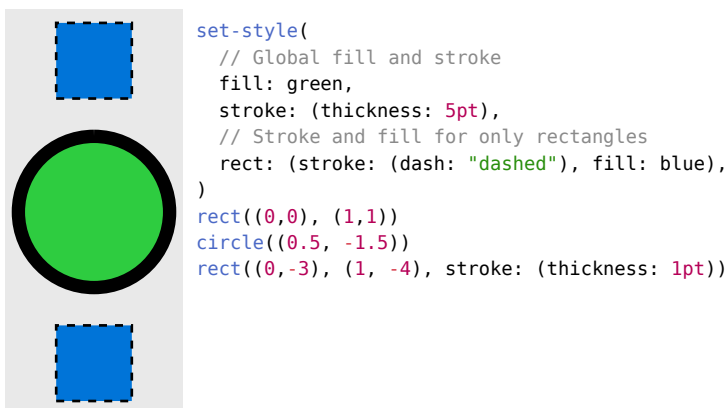 set-style(
  // Global fill and stroke
  fill: green,
  stroke: (thickness: 5pt),
  // Stroke and fill for only rectangles
  rect: (stroke: (dash: "dashed"), fill: blue),
)
rect((0,0), (1,1))
circle((0.5, -1.5))
rect((0,-3), (1, -4), stroke: (thickness: 1pt))